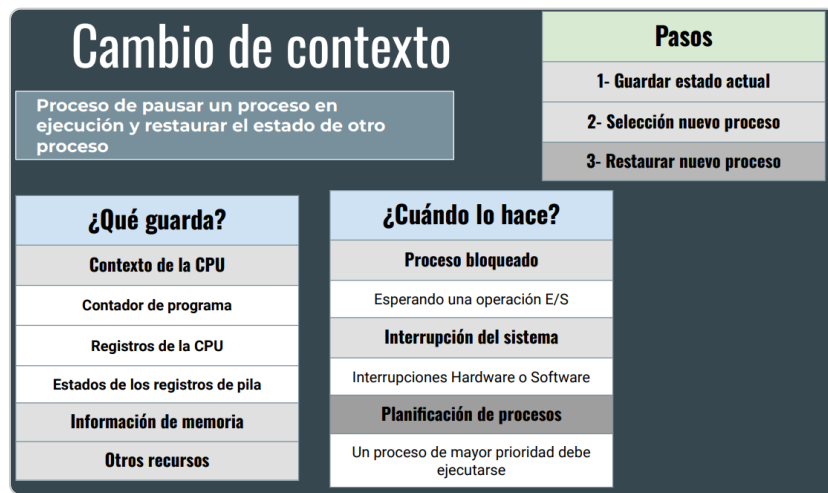 Cambio de contexto
Proceso de pausar un proceso en
ejecución y restaurar el estado de otro
proceso
Pasos
1- Guardar estado actual
2- Selección nuevo proceso
3- Restaurar nuevo proceso
¿Qué guarda?
Contexto de la CPU
Contador de programa
Registros de la CPU
Estados de los registros de pila
Información de memoria
Otros recursos
¿Cuándo lo hace?
Proceso bloqueado
Esperando una operación E/S
Interrupción del sistema
Interrupciones Hardware o Software
Planificación de procesos
Un proceso de mayor prioridad debe
ejecutarse